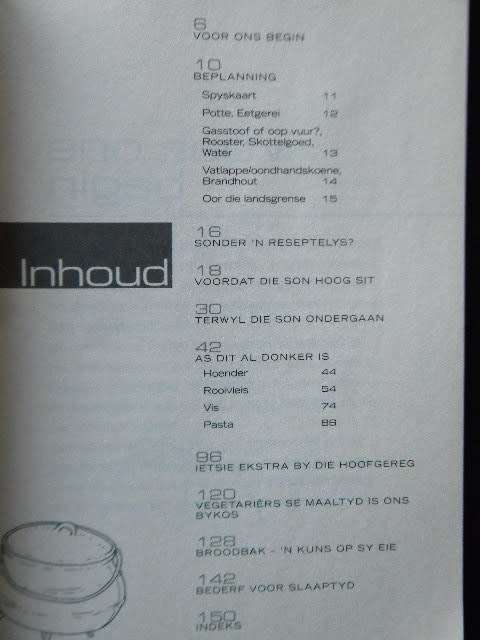 Inhoud
6
VOOR ONS BEGIN
10
BEPLANNING
Spyskaart 11
Potte, Eetgerei 12
Gasstoof of oop vuur?,
Rooster, Skottelgoed,
Water 13
Vatlappe/oondhandskoene,
Brandhout 14
Oor die landsgrense 15
16
SONDER 'N RESEPTELYS?
18
VOORDAT DIE SON HOOG SIT
30
TERWYL DIE SON ONDERGAAN
42
AS DIT AL DONKER IS
Hoender 44
Rooivleis 54
Vis 74
Pasta 86
96
IETSIE EKSTRA BY DIE HOOFGEREG
120
VEGETARIËRS SE MAALTYD IS ONS
BYKOS
128
BROODBAK - 'N KUNS OP SY EIE
142
BEDERF VOOR SLAAPTYD
150
INDEKS